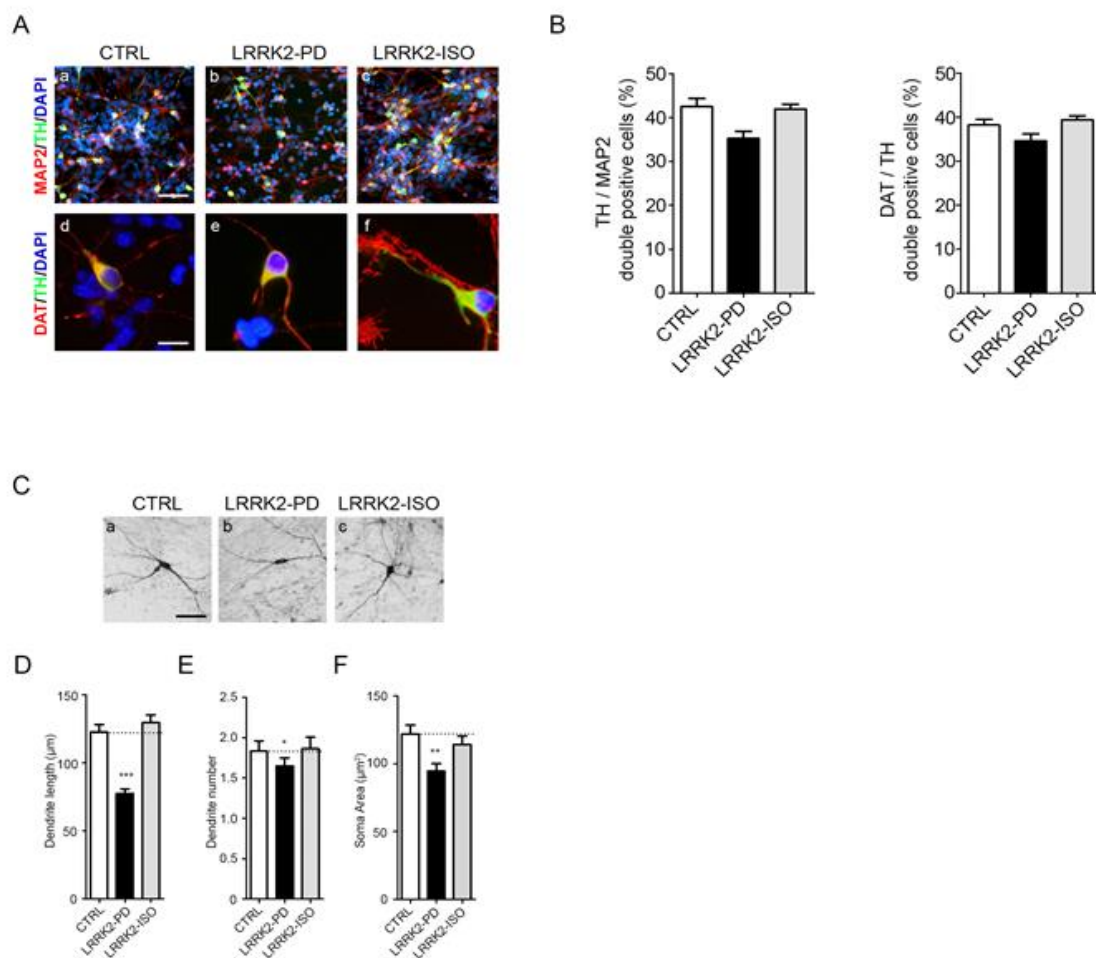 A
CTRL
LRRK2-PD
LRRK2-ISO
MAP2/TH/DAPI
a
b
c
DAT/TH/DAPI
d
e
f
B
TH / MAP2
double positive cells (%)
50
40
30
20
10
0
CTRL
LRRK2-PD
LRRK2-ISO
DAT / TH
double positive cells (%)
50
40
30
20
10
0
CTRL
LRRK2-PD
LRRK2-ISO
C
CTRL
LRRK2-PD
LRRK2-ISO
a
b
c
D
Dendrite length (µm)
150
100
50
0
***
CTRL
LRRK2-PD
LRRK2-ISO
E
Dendrite number
2.5
2.0
1.5
1.0
0.5
0
*
CTRL
LRRK2-PD
LRRK2-ISO
F
Soma Area (µm²)
150
100
50
0
**
CTRL
LRRK2-PD
LRRK2-ISO